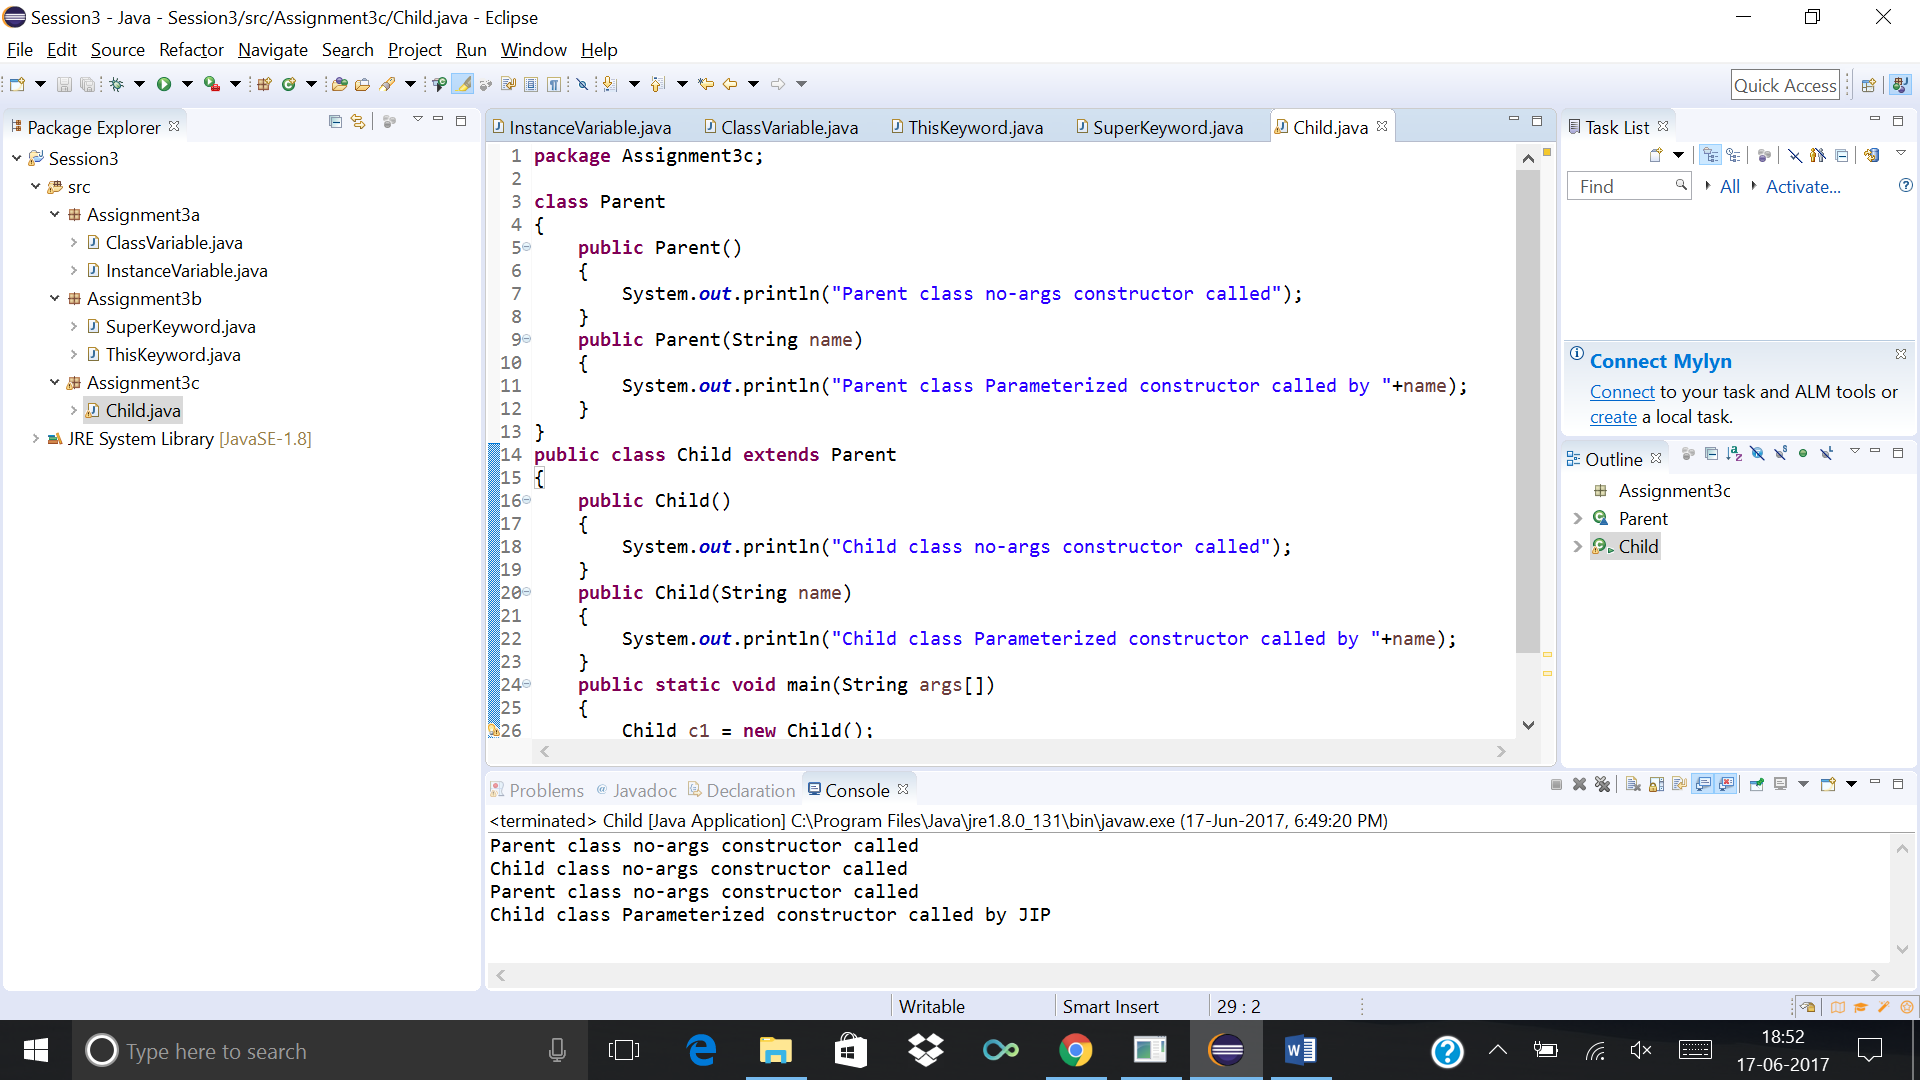 Session3 - Java - Session3/src/Assignment3c/Child.java - Eclipse
File Edit Source Refactor Navigate Search Project Run Window Help
Quick Access
Package Explorer
Session3
src
Assignment3a
ClassVariable.java
InstanceVariable.java
Assignment3b
SuperKeyword.java
ThisKeyword.java
Assignment3c
Child.java
JRE System Library [JavaSE-1.8]
InstanceVariable.java ClassVariable.java ThisKeyword.java SuperKeyword.java Child.java
1 package Assignment3c;
2
3 class Parent
4 {
5 public Parent()
6 {
7 System.out.println("Parent class no-args constructor called");
8 }
9 public Parent(String name)
10 {
11 System.out.println("Parent class Parameterized constructor called by "+name);
12 }
13 }
14 public class Child extends Parent
15 {
16 public Child()
17 {
18 System.out.println("Child class no-args constructor called");
19 }
20 public Child(String name)
21 {
22 System.out.println("Child class Parameterized constructor called by "+name);
23 }
24 public static void main(String args[])
25 {
26 Child c1 = new Child();
Task List
Find All Activate...
Connect Mylyn
Connect to your task and ALM tools or
create a local task.
Outline
Assignment3c
Parent
Child
Problems @ Javadoc Declaration Console
<terminated> Child [Java Application] C:\Program Files\Java\jre1.8.0_131\bin\javaw.exe (17-Jun-2017, 6:49:20 PM)
Parent class no-args constructor called
Child class no-args constructor called
Parent class no-args constructor called
Child class Parameterized constructor called by JIP
Writable Smart Insert 29 : 2
Type here to search
18:52
17-06-2017